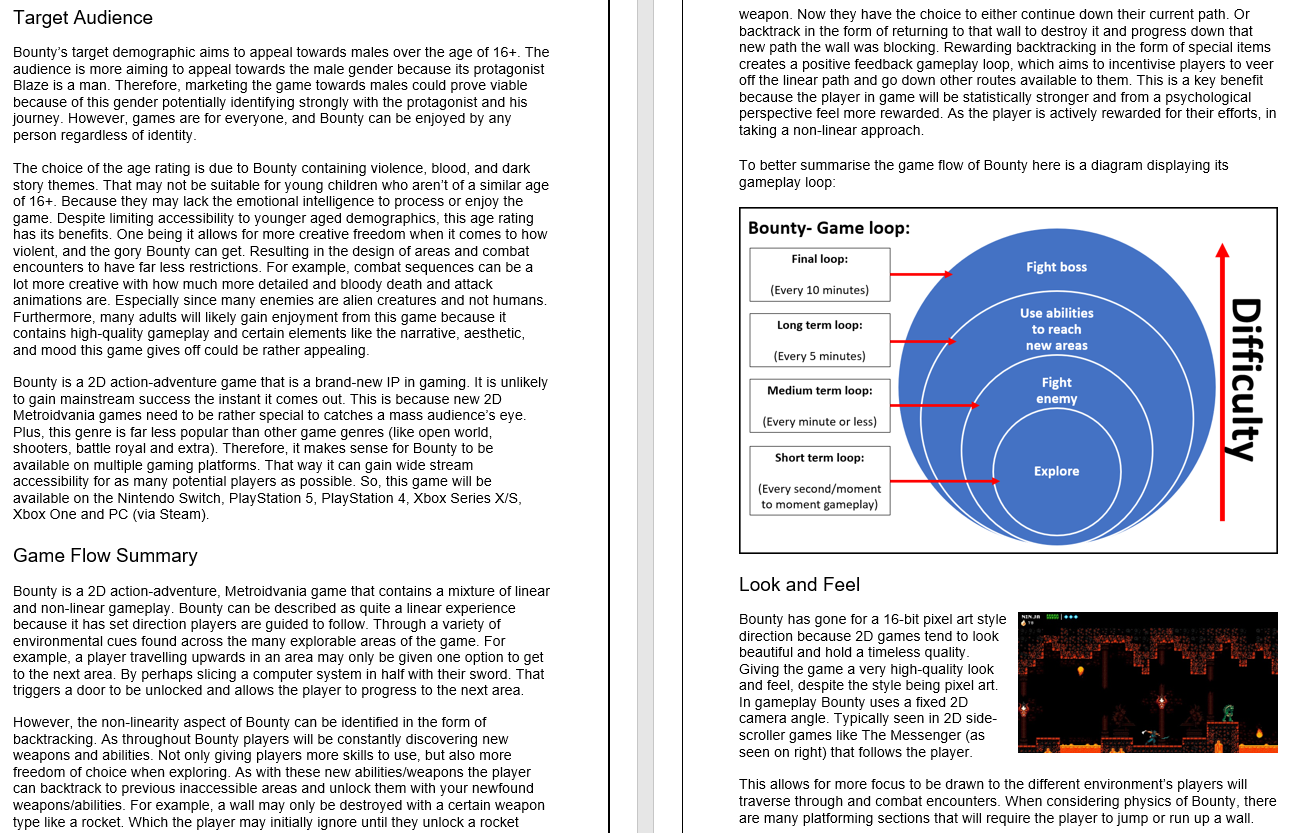 Target Audience
Bounty’s target demographic aims to appeal towards males over the age of 16+. The
audience is more aiming to appeal towards the male gender because its protagonist
Blaze is a man. Therefore, marketing the game towards males could prove viable
because of this gender potentially identifying strongly with the protagonist and his
journey. However, games are for everyone, and Bounty can be enjoyed by any
person regardless of identity.
The choice of the age rating is due to Bounty containing violence, blood, and dark
story themes. That may not be suitable for young children who aren’t of a similar age
of 16+. Because they may lack the emotional intelligence to process or enjoy the
game. Despite limiting accessibility to younger aged demographics, this age rating
has its benefits. One being it allows for more creative freedom when it comes to how
violent, and the gory Bounty can get. Resulting in the design of areas and combat
encounters to have far less restrictions. For example, combat sequences can be a
lot more creative with how much more detailed and bloody death and attack
animations are. Especially since many enemies are alien creatures and not humans.
Furthermore, many adults will likely gain enjoyment from this game because it
contains high-quality gameplay and certain elements like the narrative, aesthetic,
and mood this game gives off could be rather appealing.
Bounty is a 2D action-adventure game that is a brand-new IP in gaming. It is unlikely
to gain mainstream success the instant it comes out. This is because new 2D
Metroidvania games need to be rather special to catches a mass audience’s eye.
Plus, this genre is far less popular than other game genres (like open world,
shooters, battle royal and extra). Therefore, it makes sense for Bounty to be
available on multiple gaming platforms. That way it can gain wide stream
accessibility for as many potential players as possible. So, this game will be
available on the Nintendo Switch, PlayStation 5, PlayStation 4, Xbox Series X/S,
Xbox One and PC (via Steam).
Game Flow Summary
Bounty is a 2D action-adventure, Metroidvania game that contains a mixture of linear
and non-linear gameplay. Bounty can be described as quite a linear experience
because it has set direction players are guided to follow. Through a variety of
environmental cues found across the many explorable areas of the game. For
example, a player travelling upwards in an area may only be given one option to get
to the next area. By perhaps slicing a computer system in half with their sword. That
triggers a door to be unlocked and allows the player to progress to the next area.
However, the non-linearity aspect of Bounty can be identified in the form of
backtracking. As throughout Bounty players will be constantly discovering new
weapons and abilities. Not only giving players more skills to use, but also more
freedom of choice when exploring. As with these new abilities/weapons the player
can backtrack to previous inaccessible areas and unlock them with your newfound
weapons/abilities. For example, a wall may only be destroyed with a certain weapon
type like a rocket. Which the player may initially ignore until they unlock a rocket
weapon. Now they have the choice to either continue down their current path. Or
backtrack in the form of returning to that wall to destroy it and progress down that
new path the wall was blocking. Rewarding backtracking in the form of special items
creates a positive feedback gameplay loop, which aims to incentivise players to veer
off the linear path and go down other routes available to them. This is a key benefit
because the player in game will be statistically stronger and from a psychological
perspective feel more rewarded. As the player is actively rewarded for their efforts, in
taking a non-linear approach.
To better summarise the game flow of Bounty here is a diagram displaying its
gameplay loop:
Bounty- Game loop:
Final loop:
(Every 10 minutes)
Long term loop:
(Every 5 minutes)
Medium term loop:
(Every minute or less)
Short term loop:
(Every second/moment
to moment gameplay)
Fight boss
Use abilities
to reach
new areas
Fight
enemy
Explore
Difficulty
Look and Feel
Bounty has gone for a 16-bit pixel art style
direction because 2D games tend to look
beautiful and hold a timeless quality.
Giving the game a very high-quality look
and feel, despite the style being pixel art.
In gameplay Bounty uses a fixed 2D
camera angle. Typically seen in 2D side-
scroller games like The Messenger (as
seen on right) that follows the player.
NINJA
This allows for more focus to be drawn to the different environment’s players will
traverse through and combat encounters. When considering physics of Bounty, there
are many platforming sections that will require the player to jump or run up a wall.